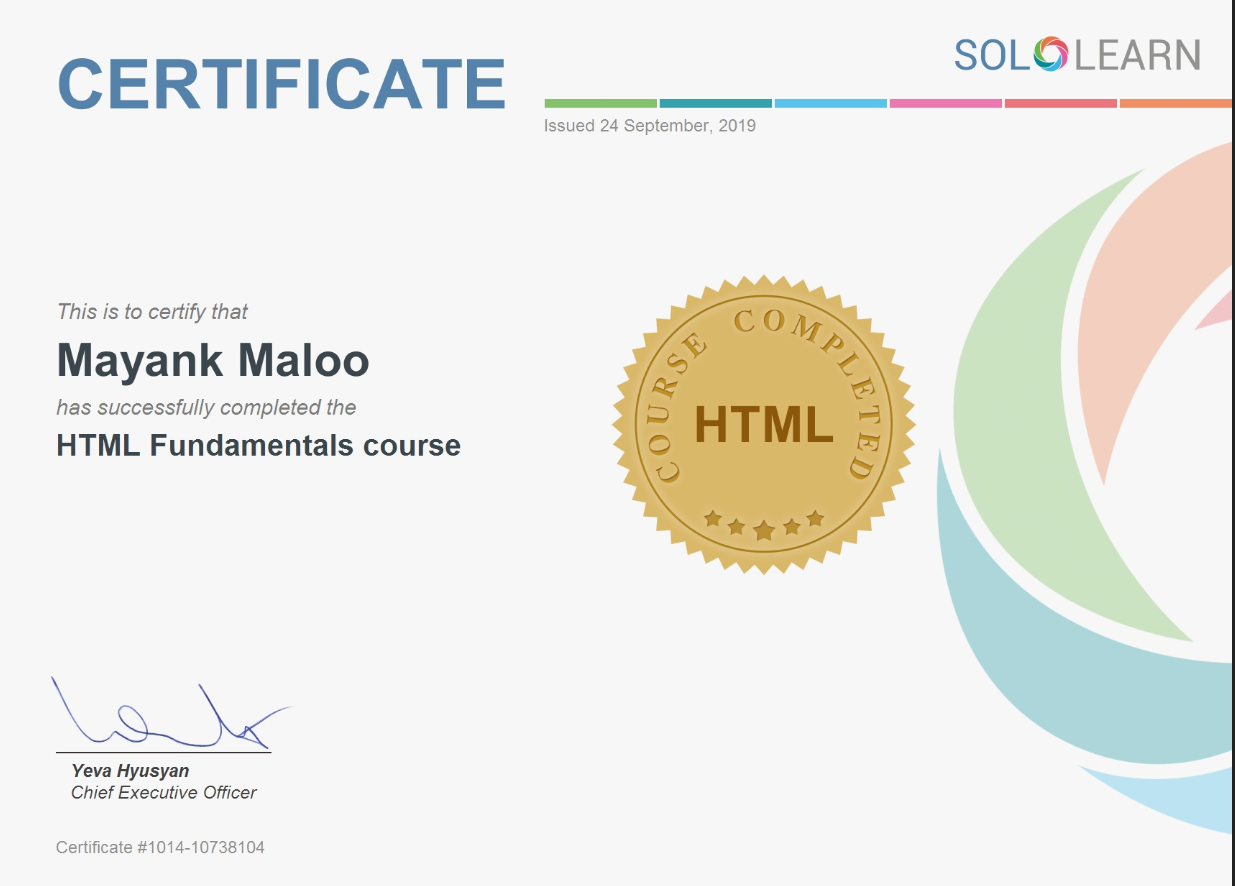 CERTIFICATE
SOLOLEARN
Issued 24 September, 2019
This is to certify that
Mayank Maloo
has successfully completed the
HTML Fundamentals course
COURSE COMPLETED
HTML
Yeva Hyusyan
Chief Executive Officer
Certificate #1014-10738104